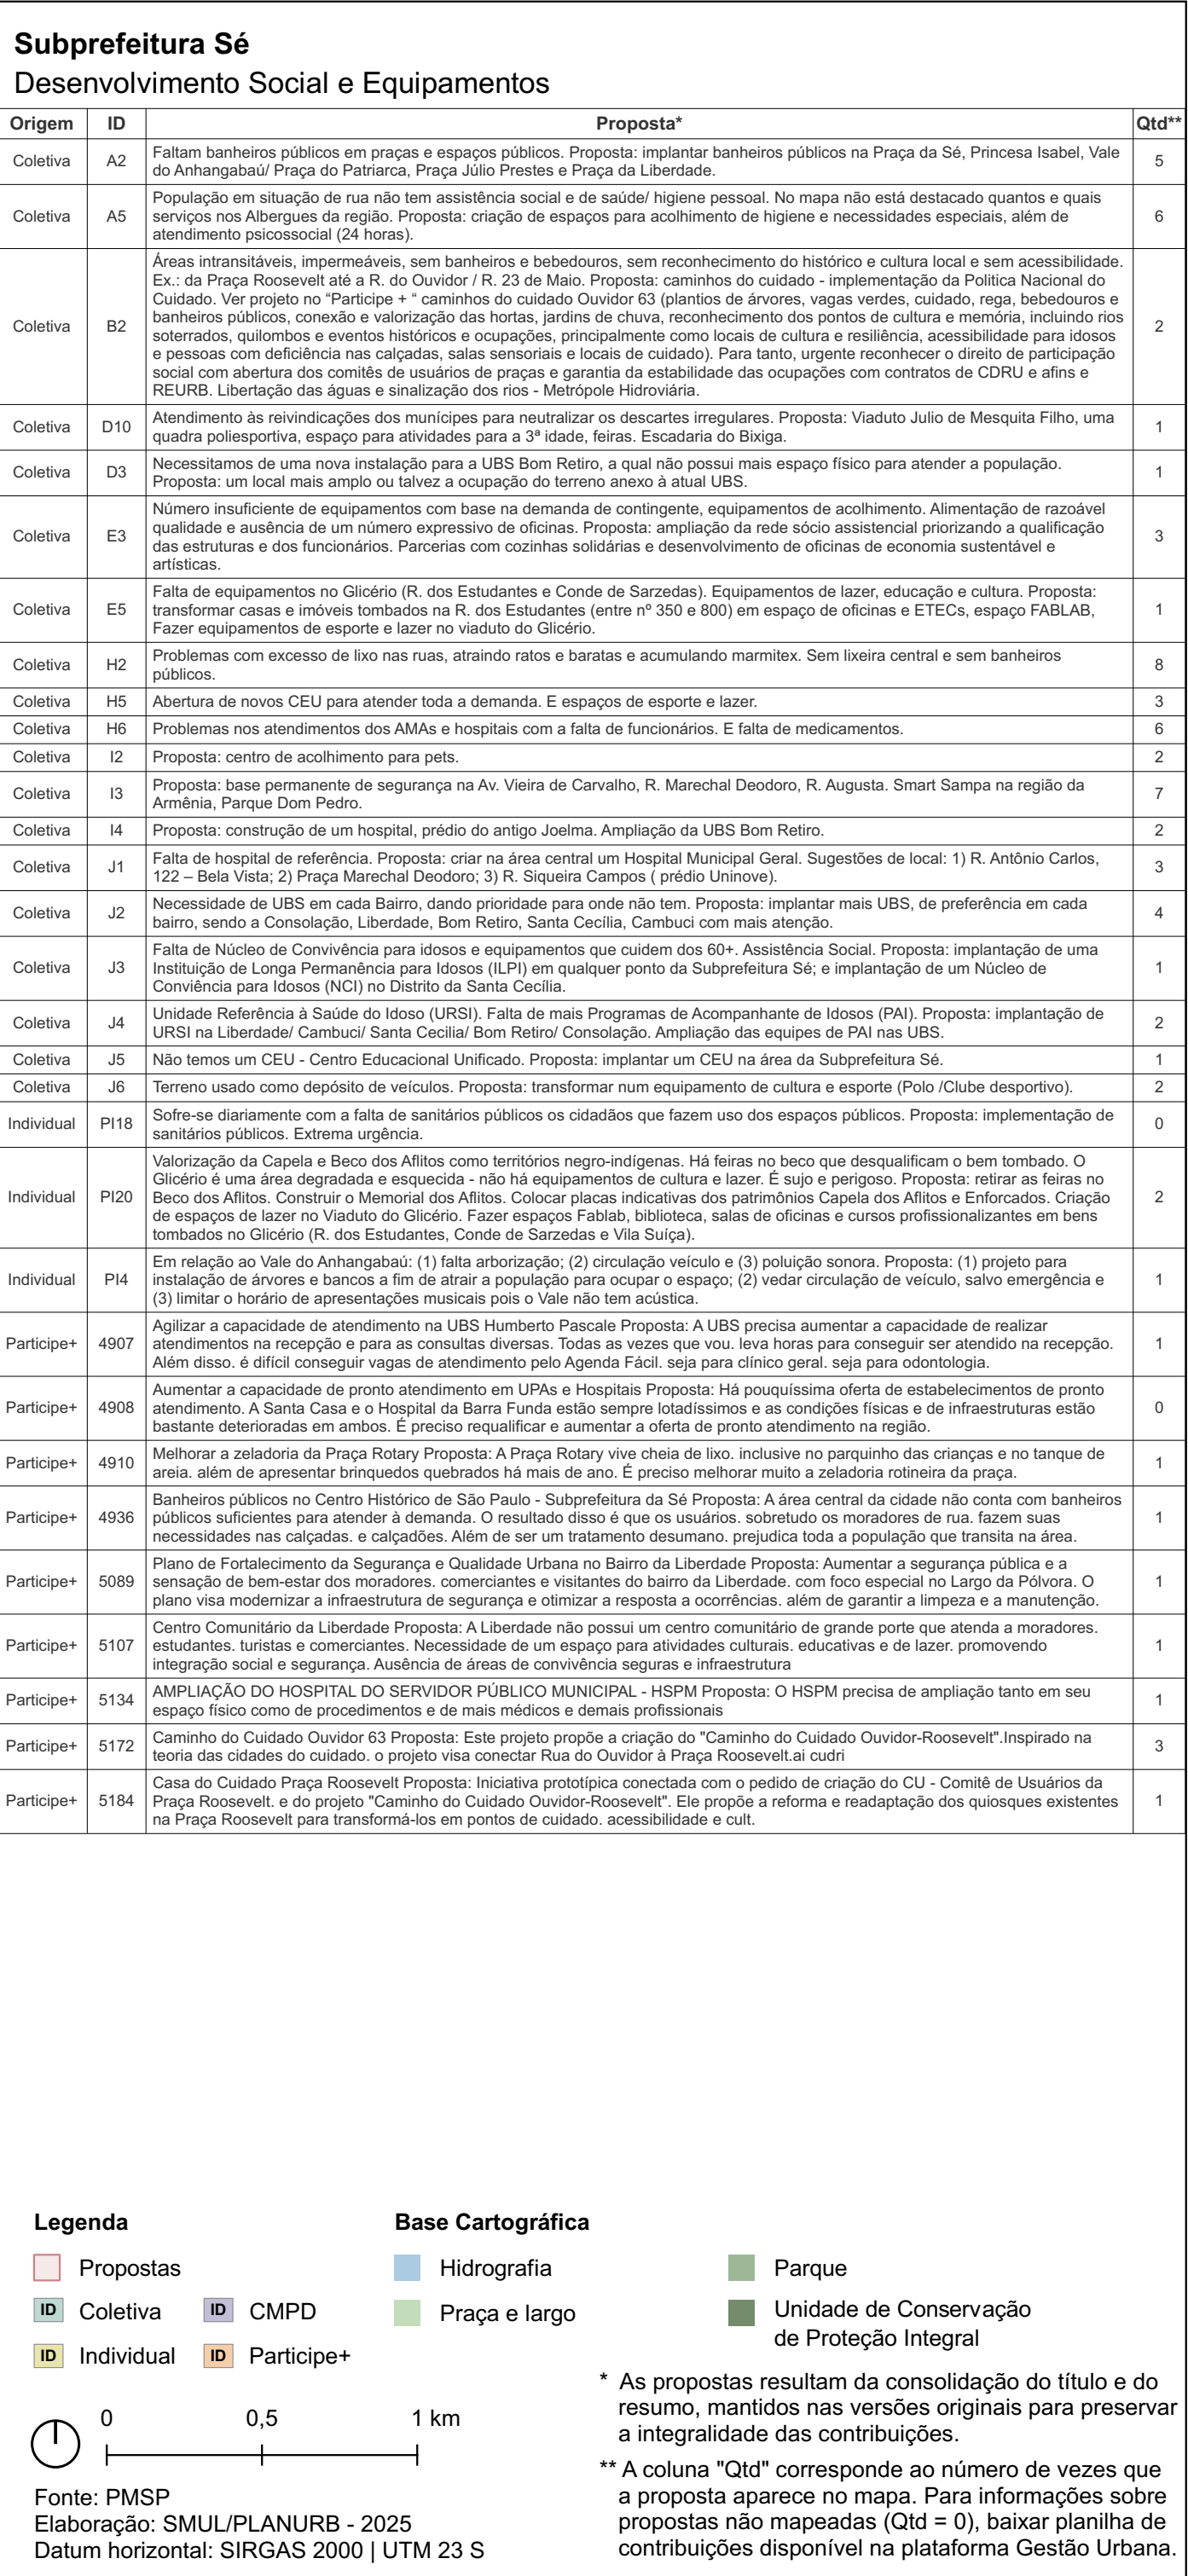 Subprefeitura Sé
Desenvolvimento Social e Equipamentos
Origem ID Proposta* Qtd**
Coletiva A2 Faltam banheiros públicos em praças e espaços públicos. Proposta: implantar banheiros públicos na Praça da Sé, Princesa Isabel, Vale
do Anhangabaú/ Praça do Patriarca, Praça Júlio Prestes e Praça da Liberdade. 5
Coletiva A5 População em situação de rua não tem assistência social e de saúde/ higiene pessoal. No mapa não está destacado quantos e quais
serviços nos Albergues da região. Proposta: criação de espaços para acolhimento de higiene e necessidades especiais, além de
atendimento psicossocial (24 horas). 6
Coletiva B2 Áreas intransitáveis, impermeáveis, sem banheiros e bebedouros, sem reconhecimento do histórico e cultura local e sem acessibilidade.
Ex.: da Praça Roosevelt até a R. do Ouvidor / R. 23 de Maio. Proposta: caminhos do cuidado - implementação da Politica Nacional do
Cuidado. Ver projeto no “Participe + “ caminhos do cuidado Ouvidor 63 (plantios de árvores, vagas verdes, cuidado, rega, bebedouros e
banheiros públicos, conexão e valorização das hortas, jardins de chuva, reconhecimento dos pontos de cultura e memória, incluindo rios
soterrados, quilombos e eventos históricos e ocupações, principalmente como locais de cultura e resiliência, acessibilidade para idosos
e pessoas com deficiência nas calçadas, salas sensoriais e locais de cuidado). Para tanto, urgente reconhecer o direito de participação
social com abertura dos comitês de usuários de praças e garantia da estabilidade das ocupações com contratos de CDRU e afins e
REURB. Libertação das águas e sinalização dos rios - Metrópole Hidroviária. 2
Coletiva D10 Atendimento às reivindicações dos munícipes para neutralizar os descartes irregulares. Proposta: Viaduto Julio de Mesquita Filho, uma
quadra poliesportiva, espaço para atividades para a 3ª idade, feiras. Escadaria do Bixiga. 1
Coletiva D3 Necessitamos de uma nova instalação para a UBS Bom Retiro, a qual não possui mais espaço físico para atender a população.
Proposta: um local mais amplo ou talvez a ocupação do terreno anexo à atual UBS. 1
Coletiva E3 Número insuficiente de equipamentos com base na demanda de contingente, equipamentos de acolhimento. Alimentação de razoável
qualidade e ausência de um número expressivo de oficinas. Proposta: ampliação da rede sócio assistencial priorizando a qualificação
das estruturas e dos funcionários. Parcerias com cozinhas solidárias e desenvolvimento de oficinas de economia sustentável e
artísticas. 3
Coletiva E5 Falta de equipamentos no Glicério (R. dos Estudantes e Conde de Sarzedas). Equipamentos de lazer, educação e cultura. Proposta:
transformar casas e imóveis tombados na R. dos Estudantes (entre nº 350 e 800) em espaço de oficinas e ETECs, espaço FABLAB,
Fazer equipamentos de esporte e lazer no viaduto do Glicério. 1
Coletiva H2 Problemas com excesso de lixo nas ruas, atraindo ratos e baratas e acumulando marmitex. Sem lixeira central e sem banheiros
públicos. 8
Coletiva H5 Abertura de novos CEU para atender toda a demanda. E espaços de esporte e lazer. 3
Coletiva H6 Problemas nos atendimentos dos AMAs e hospitais com a falta de funcionários. E falta de medicamentos. 6
Coletiva I2 Proposta: centro de acolhimento para pets. 2
Coletiva I3 Proposta: base permanente de segurança na Av. Vieira de Carvalho, R. Marechal Deodoro, R. Augusta. Smart Sampa na região da
Armênia, Parque Dom Pedro. 7
Coletiva I4 Proposta: construção de um hospital, prédio do antigo Joelma. Ampliação da UBS Bom Retiro. 2
Coletiva J1 Falta de hospital de referência. Proposta: criar na área central um Hospital Municipal Geral. Sugestões de local: 1) R. Antônio Carlos,
122 – Bela Vista; 2) Praça Marechal Deodoro; 3) R. Siqueira Campos ( prédio Uninove). 3
Coletiva J2 Necessidade de UBS em cada Bairro, dando prioridade para onde não tem. Proposta: implantar mais UBS, de preferência em cada
bairro, sendo a Consolação, Liberdade, Bom Retiro, Santa Cecília, Cambuci com mais atenção. 4
Coletiva J3 Falta de Núcleo de Convivência para idosos e equipamentos que cuidem dos 60+. Assistência Social. Proposta: implantação de uma
Instituição de Longa Permanência para Idosos (ILPI) em qualquer ponto da Subprefeitura Sé; e implantação de um Núcleo de
Conviência para Idosos (NCI) no Distrito da Santa Cecília. 1
Coletiva J4 Unidade Referência à Saúde do Idoso (URSI). Falta de mais Programas de Acompanhante de Idosos (PAI). Proposta: implantação de
URSI na Liberdade/ Cambuci/ Santa Cecilia/ Bom Retiro/ Consolação. Ampliação das equipes de PAI nas UBS. 2
Coletiva J5 Não temos um CEU - Centro Educacional Unificado. Proposta: implantar um CEU na área da Subprefeitura Sé. 1
Coletiva J6 Terreno usado como depósito de veículos. Proposta: transformar num equipamento de cultura e esporte (Polo /Clube desportivo). 2
Individual PI18 Sofre-se diariamente com a falta de sanitários públicos os cidadãos que fazem uso dos espaços públicos. Proposta: implementação de
sanitários públicos. Extrema urgência. 0
Individual PI20 Valorização da Capela e Beco dos Aflitos como territórios negro-indígenas. Há feiras no beco que desqualificam o bem tombado. O
Glicério é uma área degradada e esquecida - não há equipamentos de cultura e lazer. É sujo e perigoso. Proposta: retirar as feiras no
Beco dos Aflitos. Construir o Memorial dos Aflitos. Colocar placas indicativas dos patrimônios Capela dos Aflitos e Enforcados. Criação
de espaços de lazer no Viaduto do Glicério. Fazer espaços Fablab, biblioteca, salas de oficinas e cursos profissionalizantes em bens
tombados no Glicério (R. dos Estudantes, Conde de Sarzedas e Vila Suíça). 2
Individual PI4 Em relação ao Vale do Anhangabaú: (1) falta arborização; (2) circulação veículo e (3) poluição sonora. Proposta: (1) projeto para
instalação de árvores e bancos a fim de atrair a população para ocupar o espaço; (2) vedar circulação de veículo, salvo emergência e
(3) limitar o horário de apresentações musicais pois o Vale não tem acústica. 1
Participe+ 4907 Agilizar a capacidade de atendimento na UBS Humberto Pascale Proposta: A UBS precisa aumentar a capacidade de realizar
atendimentos na recepção e para as consultas diversas. Todas as vezes que vou. leva horas para conseguir ser atendido na recepção.
Além disso. é difícil conseguir vagas de atendimento pelo Agenda Fácil. seja para clínico geral. seja para odontologia. 1
Participe+ 4908 Aumentar a capacidade de pronto atendimento em UPAs e Hospitais Proposta: Há pouquíssima oferta de estabelecimentos de pronto
atendimento. A Santa Casa e o Hospital da Barra Funda estão sempre lotadíssimos e as condições físicas e de infraestruturas estão
bastante deterioradas em ambos. É preciso requalificar e aumentar a oferta de pronto atendimento na região. 0
Participe+ 4910 Melhorar a zeladoria da Praça Rotary Proposta: A Praça Rotary vive cheia de lixo. inclusive no parquinho das crianças e no tanque de
areia. além de apresentar brinquedos quebrados há mais de ano. É preciso melhorar muito a zeladoria rotineira da praça. 1
Participe+ 4936 Banheiros públicos no Centro Histórico de São Paulo - Subprefeitura da Sé Proposta: A área central da cidade não conta com banheiros
públicos suficientes para atender à demanda. O resultado disso é que os usuários. sobretudo os moradores de rua. fazem suas
necessidades nas calçadas. e calçadões. Além de ser um tratamento desumano. prejudica toda a população que transita na área. 1
Participe+ 5089 Plano de Fortalecimento da Segurança e Qualidade Urbana no Bairro da Liberdade Proposta: Aumentar a segurança pública e a
sensação de bem-estar dos moradores. comerciantes e visitantes do bairro da Liberdade. com foco especial no Largo da Pólvora. O
plano visa modernizar a infraestrutura de segurança e otimizar a resposta a ocorrências. além de garantir a limpeza e a manutenção. 1
Participe+ 5107 Centro Comunitário da Liberdade Proposta: A Liberdade não possui um centro comunitário de grande porte que atenda a moradores.
estudantes. turistas e comerciantes. Necessidade de um espaço para atividades culturais. educativas e de lazer. promovendo
integração social e segurança. Ausência de áreas de convivência seguras e infraestrutura 1
Participe+ 5134 AMPLIAÇÃO DO HOSPITAL DO SERVIDOR PÚBLICO MUNICIPAL - HSPM Proposta: O HSPM precisa de ampliação tanto em seu
espaço físico como de procedimentos e de mais médicos e demais profissionais 1
Participe+ 5172 Caminho do Cuidado Ouvidor 63 Proposta: Este projeto propõe a criação do "Caminho do Cuidado Ouvidor-Roosevelt".Inspirado na
teoria das cidades do cuidado. o projeto visa conectar Rua do Ouvidor à Praça Roosevelt.ai cudri 3
Participe+ 5184 Casa do Cuidado Praça Roosevelt Proposta: Iniciativa prototípica conectada com o pedido de criação do CU - Comitê de Usuários da
Praça Roosevelt. e do projeto "Caminho do Cuidado Ouvidor-Roosevelt". Ele propõe a reforma e readaptação dos quiosques existentes
na Praça Roosevelt para transformá-los em pontos de cuidado. acessibilidade e cult. 1
Legenda
Propostas
ID Coletiva ID CMPD
ID Individual ID Participe+
Base Cartográfica
Hidrografia Parque
Praça e largo Unidade de Conservação
de Proteção Integral
0 0,5 1 km
Fonte: PMSP
Elaboração: SMUL/PLANURB - 2025
Datum horizontal: SIRGAS 2000 | UTM 23 S
* As propostas resultam da consolidação do título e do
resumo, mantidos nas versões originais para preservar
a integralidade das contribuições.
** A coluna "Qtd" corresponde ao número de vezes que
a proposta aparece no mapa. Para informações sobre
propostas não mapeadas (Qtd = 0), baixar planilha de
contribuições disponível na plataforma Gestão Urbana.